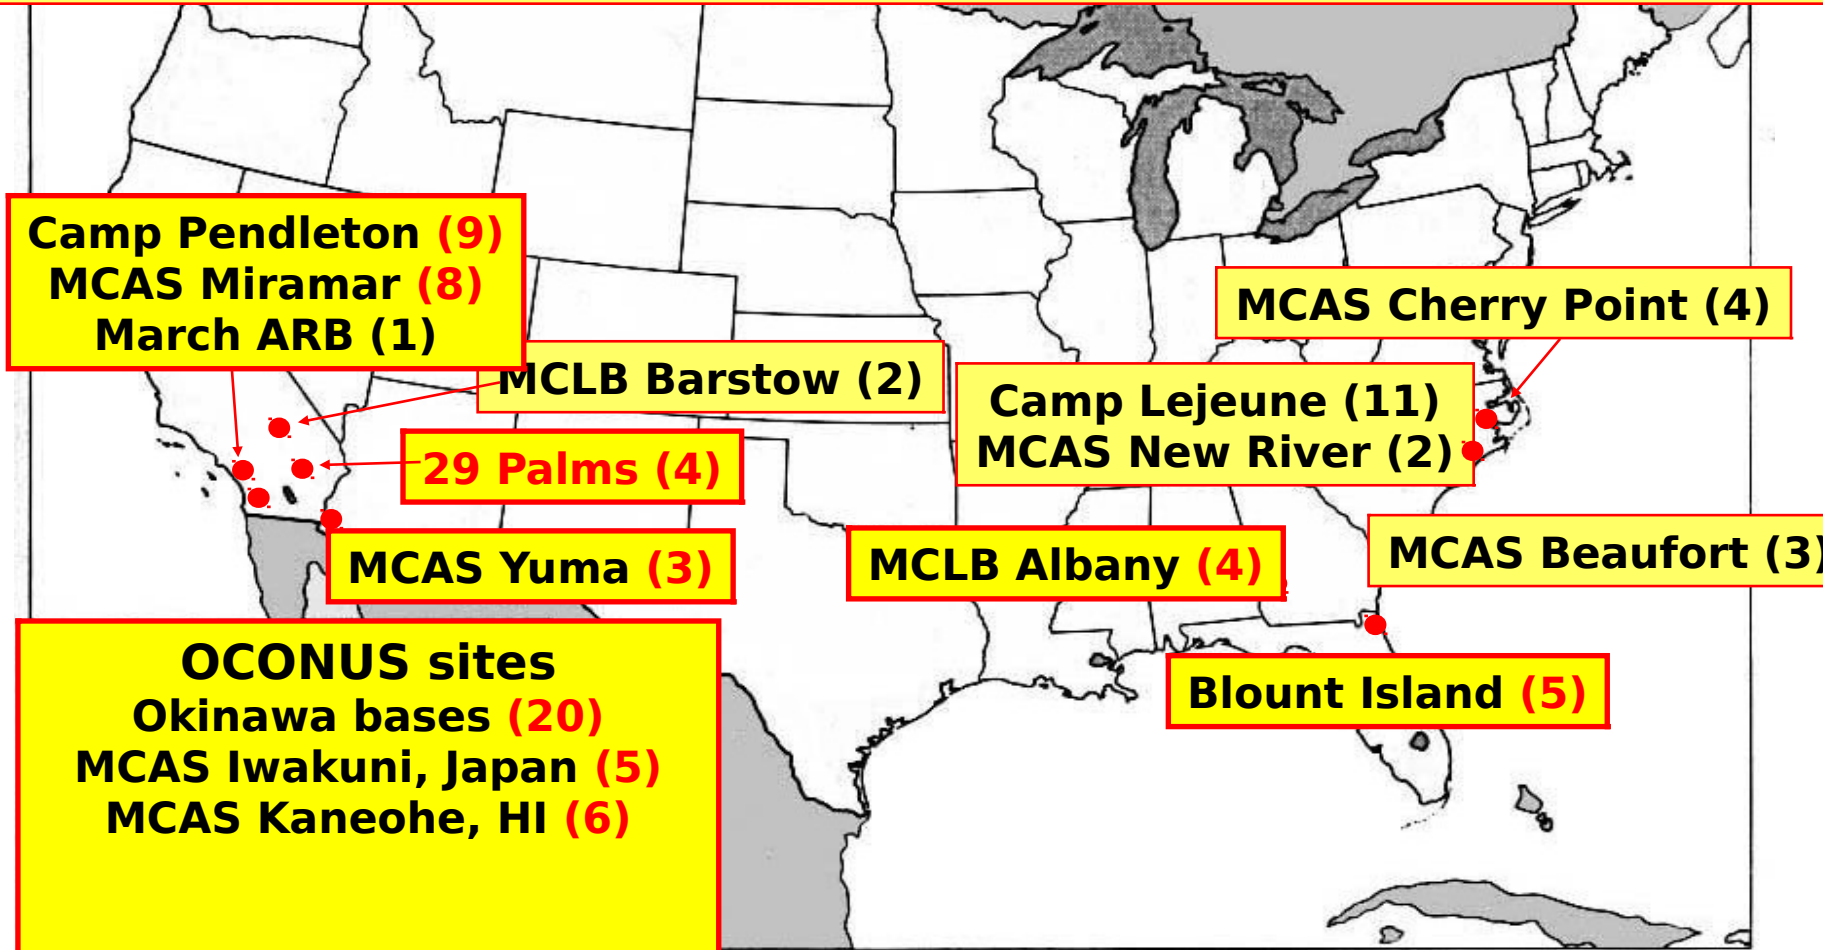 Camp Pendleton (9)
MCAS Miramar (8)
March ARB (1)
MCLB Barstow (2)
29 Palms (4)
MCAS Yuma (3)
MCAS Cherry Point (4)
Camp Lejeune (11)
MCAS New River (2)
MCLB Albany (4)
MCAS Beaufort (3)
Blount Island (5)
OCONUS sites
Okinawa bases (20)
MCAS Iwakuni, Japan (5)
MCAS Kaneohe, HI (6)